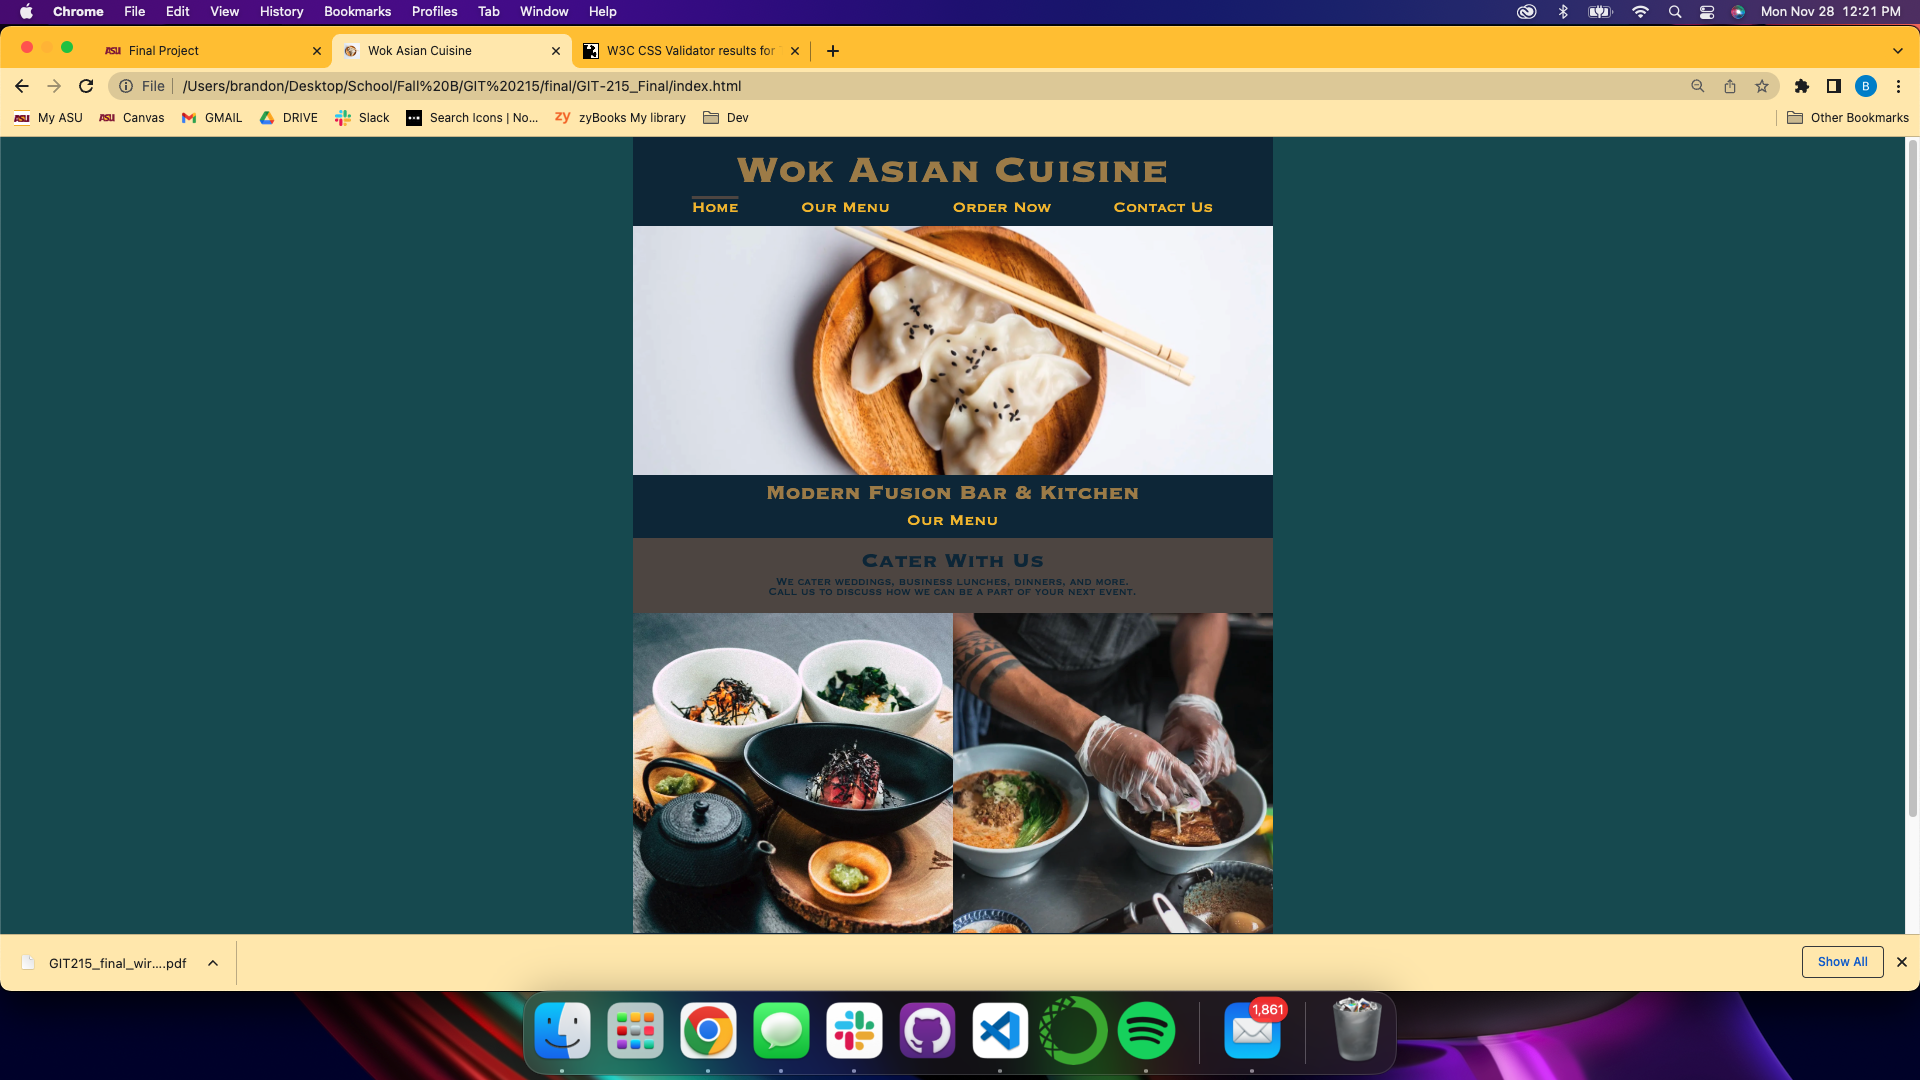 Chrome File Edit View History Bookmarks Profiles Tab Window Help Mon Nov 28 12:21 PM
ASU Final Project Wok Asian Cuisine W3C CSS Validator results for
File /Users/brandon/Desktop/School/Fall%20B/GIT%20215/final/GIT-215_Final/index.html B
ASU My ASU ASU Canvas GMAIL DRIVE Slack Search Icons | No... zy zyBooks My library Dev Other Bookmarks
Wok Asian Cuisine
Home Our Menu Order Now Contact Us
Modern Fusion Bar & Kitchen
Our Menu
Cater With Us
We cater weddings, business lunches, dinners, and more.
Call us to discuss how we can be a part of your next event.
GIT215_final_wir....pdf Show All
1,861